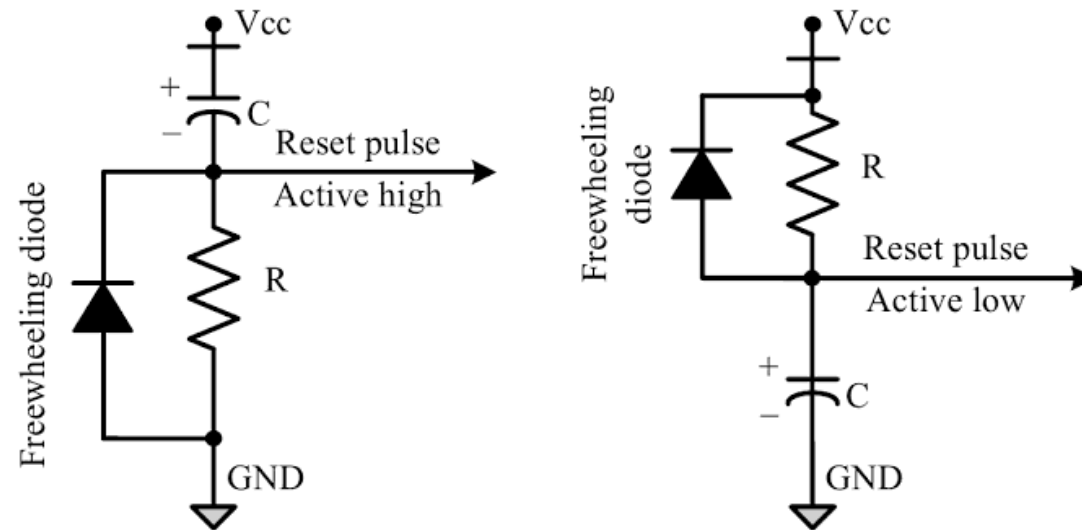 Vcc
+
−
C
Reset pulse
Active high
Freewheeling diode
R
GND
Vcc
Freewheeling
diode
R
Reset pulse
Active low
+
−
C
GND